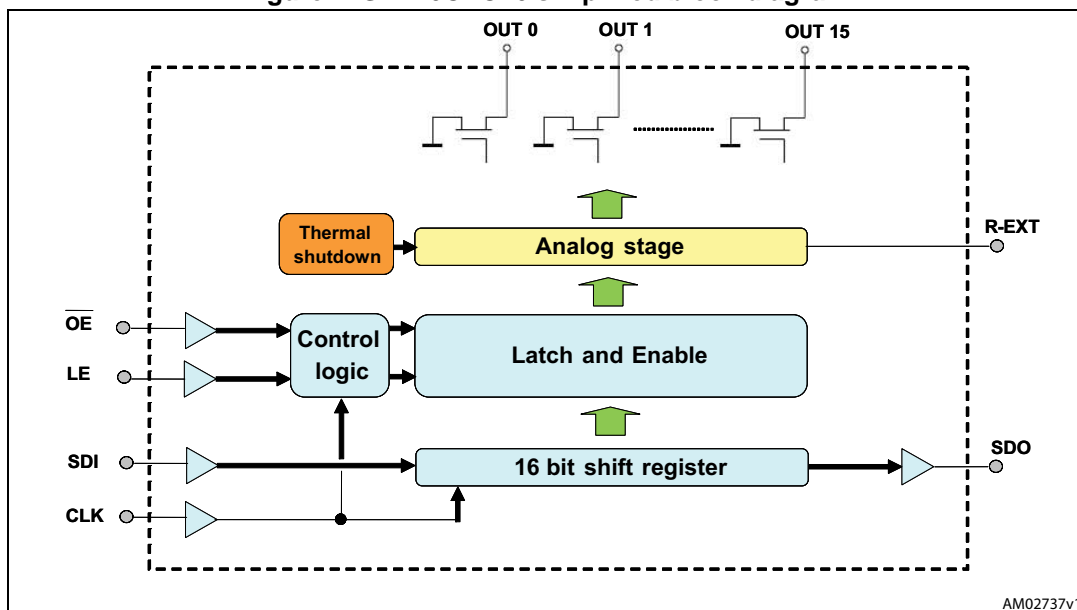 OUT 0 OUT 1 OUT 15
Thermal
shutdown
Analog stage
R-EXT
OE
LE
Control
logic
Latch and Enable
SDI
16 bit shift register
SDO
CLK